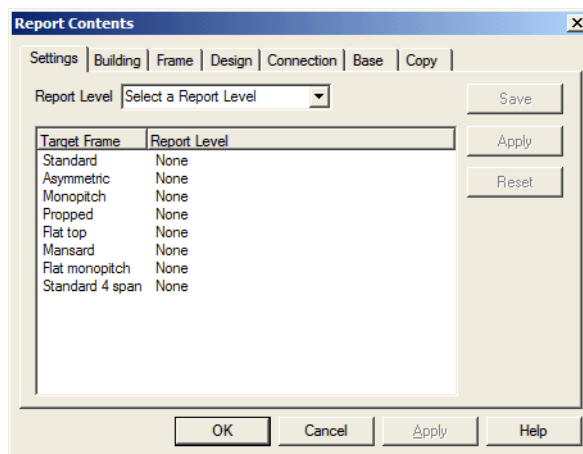 Report Contents
Settings Building Frame Design Connection Base Copy
Report Level Select a Report Level Save
Target Frame Report Level Apply
Standard None
Asymmetric None Reset
Monopitch None
Propped None
Flat top None
Mansard None
Flat monopitch None
Standard 4 span None
OK Cancel Apply Help